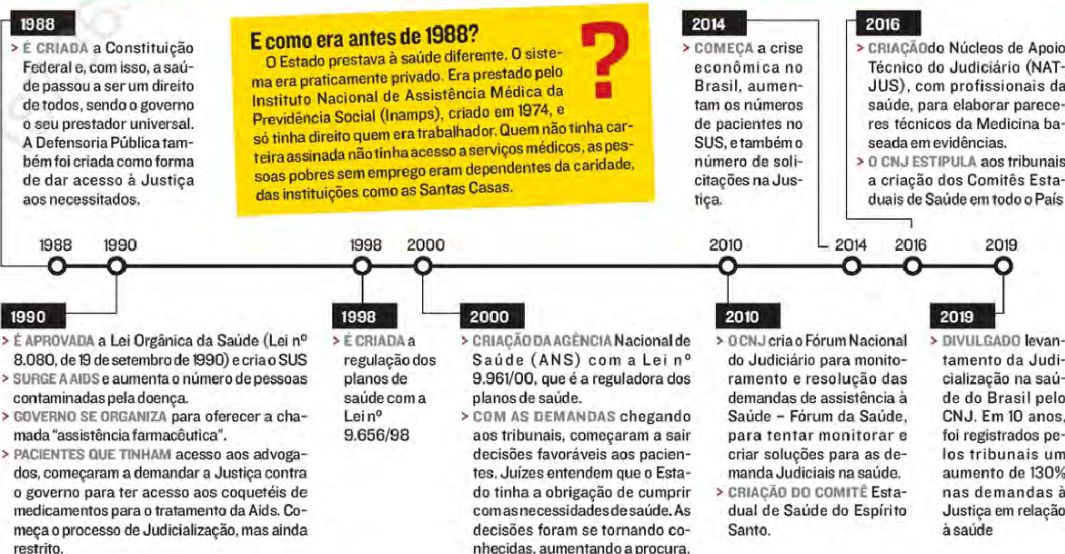 1988
> É CRIADA a Constituição
Federal e, com isso, a saú-
de passou a ser um direito
de todos, sendo o governo
o seu prestador universal.
A Defensoria Pública tam-
bém foi criada como forma
de dar acesso à Justiça
aos necessitados.
E como era antes de 1988?
O Estado prestava à saúde diferente. O siste-
ma era praticamente privado. Era prestado pelo
Instituto Nacional de Assistência Médica da
Previdência Social (Inamps), criado em 1974, e
só tinha direito quem era trabalhador. Quem não tinha car-
teira assinada não tinha acesso a serviços médicos, as pes-
soas pobres sem emprego eram dependentes da caridade,
das instituições como as Santas Casas.
?
2014
> COMEÇA a crise
econômica no
Brasil, aumen-
tam os números
de pacientes no
SUS, e também o
número de soli-
citações na Jus-
tiça.
2016
> CRIAÇÃOdo Núcleos de Apoio
Técnico do Judiciário (NAT-
JUS), com profissionais da
saúde, para elaborar parece-
res técnicos da Medicina ba-
seada em evidências.
> O CNJ ESTIPULA aos tribunais
a criação dos Comitês Esta-
duais de Saúde em todo o País
1988 1990 1998 2000 2010 2014 2016 2019
1990
> É APROVADA a Lei Orgânica da Saúde (Lei nº
8.080, de 19 de setembro de 1990) e cria o SUS
> SURGE A AIDS e aumenta o número de pessoas
contaminadas pela doença.
> GOVERNO SE ORGANIZA para oferecer a cha-
mada "assistência farmacêutica".
> PACIENTES QUE TINHAM acesso aos advoga-
dos, começaram a demandar a Justiça contra
o governo para ter acesso aos coquetéis de
medicamentos para o tratamento da Aids. Co-
meça o processo de Judicialização, mas ainda
restrito.
1998
> É CRIADA a
regulação dos
planos de
saúde com a
Lei nº
9.656/98
2000
> CRIAÇÃO DA AGÊNCIA Nacional de
Saúde (ANS) com a Lei nº
9.961/00, que é a reguladora dos
planos de saúde.
> COM AS DEMANDAS chegando
aos tribunais, começaram a sair
decisões favoráveis aos pacien-
tes. Juízes entendem que o Esta-
do tinha a obrigação de cumprir
com as necessidades de saúde. As
decisões foram se tornando co-
nhecidas, aumentando a procura.
2010
> O CNJ cria o Fórum Nacional
do Judiciário para monito-
ramento e resolução das
demandas de assistência à
Saúde – Fórum da Saúde,
para tentar monitorar e
criar soluções para as de-
manda Judiciais na saúde.
> CRIAÇÃO DO COMITÊ Esta-
dual de Saúde do Espírito
Santo.
2019
> DIVULGADO levan-
tamento da Judi-
cialização na saú-
de do Brasil pelo
CNJ. Em 10 anos,
foi registrados pe-
los tribunais um
aumento de 130%
nas demandas à
Justiça em relação
à saúde